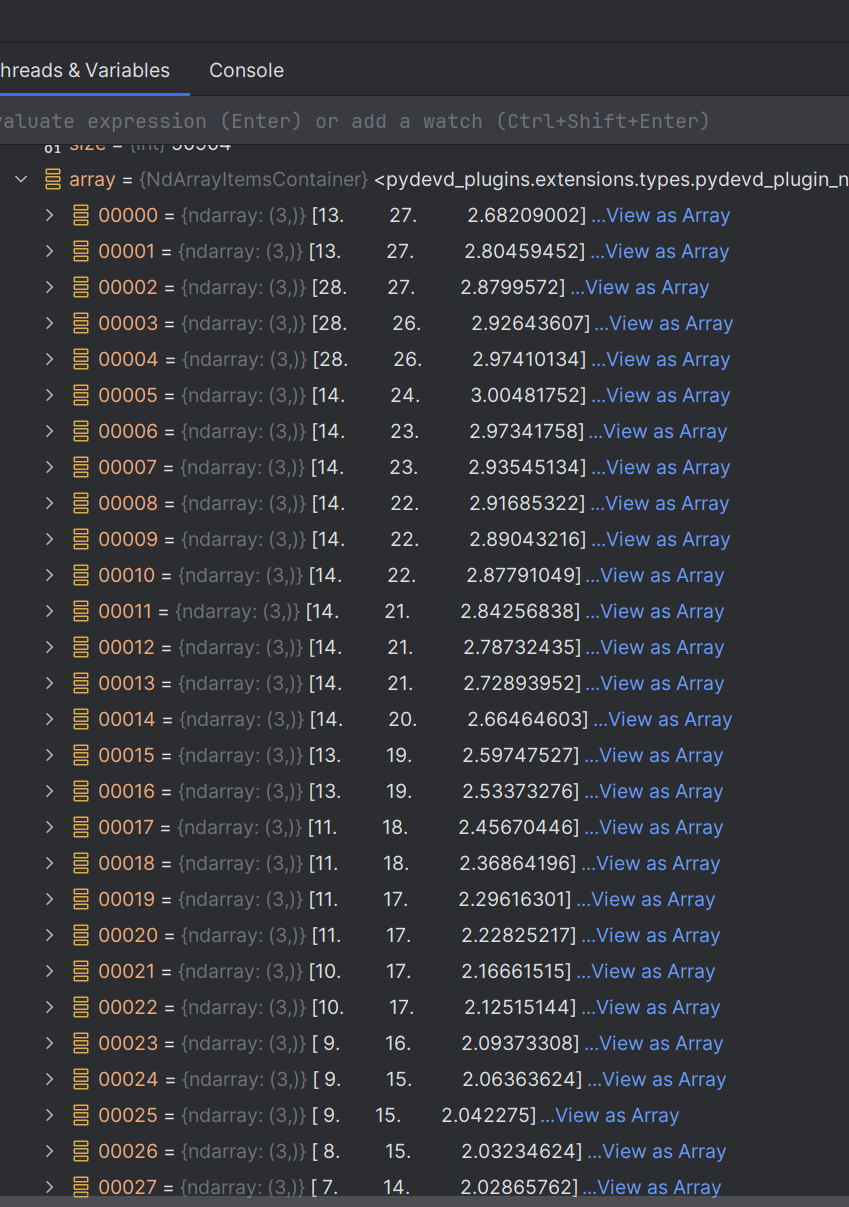 hreads & Variables Console
valuate expression (Enter) or add a watch (Ctrl+Shift+Enter)
01 size = {int} 50904
array = {NdArrayItemsContainer} <pydevd_plugins.extensions.types.pydevd_plugin_n
00000 = {ndarray: (3,)} [13. 27. 2.68209002] ...View as Array
00001 = {ndarray: (3,)} [13. 27. 2.80459452] ...View as Array
00002 = {ndarray: (3,)} [28. 27. 2.8799572] ...View as Array
00003 = {ndarray: (3,)} [28. 26. 2.92643607] ...View as Array
00004 = {ndarray: (3,)} [28. 26. 2.97410134] ...View as Array
00005 = {ndarray: (3,)} [14. 24. 3.00481752] ...View as Array
00006 = {ndarray: (3,)} [14. 23. 2.97341758] ...View as Array
00007 = {ndarray: (3,)} [14. 23. 2.93545134] ...View as Array
00008 = {ndarray: (3,)} [14. 22. 2.91685322] ...View as Array
00009 = {ndarray: (3,)} [14. 22. 2.89043216] ...View as Array
00010 = {ndarray: (3,)} [14. 22. 2.87791049] ...View as Array
00011 = {ndarray: (3,)} [14. 21. 2.84256838] ...View as Array
00012 = {ndarray: (3,)} [14. 21. 2.78732435] ...View as Array
00013 = {ndarray: (3,)} [14. 21. 2.72893952] ...View as Array
00014 = {ndarray: (3,)} [14. 20. 2.66464603] ...View as Array
00015 = {ndarray: (3,)} [13. 19. 2.59747527] ...View as Array
00016 = {ndarray: (3,)} [13. 19. 2.53373276] ...View as Array
00017 = {ndarray: (3,)} [11. 18. 2.45670446] ...View as Array
00018 = {ndarray: (3,)} [11. 18. 2.36864196] ...View as Array
00019 = {ndarray: (3,)} [11. 17. 2.29616301] ...View as Array
00020 = {ndarray: (3,)} [11. 17. 2.22825217] ...View as Array
00021 = {ndarray: (3,)} [10. 17. 2.16661515] ...View as Array
00022 = {ndarray: (3,)} [10. 17. 2.12515144] ...View as Array
00023 = {ndarray: (3,)} [ 9. 16. 2.09373308] ...View as Array
00024 = {ndarray: (3,)} [ 9. 15. 2.06363624] ...View as Array
00025 = {ndarray: (3,)} [ 9. 15. 2.042275] ...View as Array
00026 = {ndarray: (3,)} [ 8. 15. 2.03234624] ...View as Array
00027 = {ndarray: (3,)} [ 7. 14. 2.02865762] ...View as Array